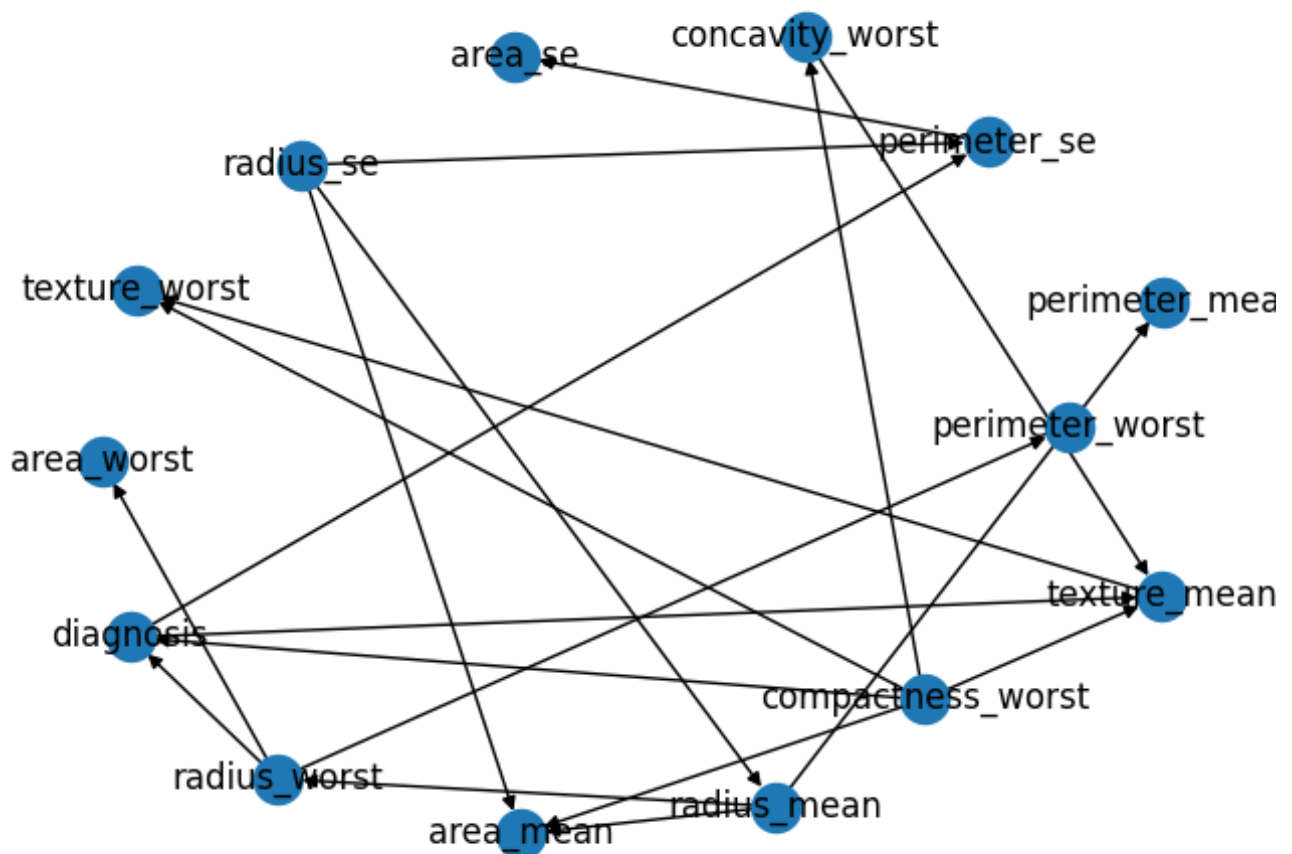 concavity_worst
area_se
perimeter_se
radius_se
texture_worst
perimeter_mea
perimeter_worst
area_worst
texture_mean
diagnosis
compactness_worst
radius_worst
radius_mean
area_mean